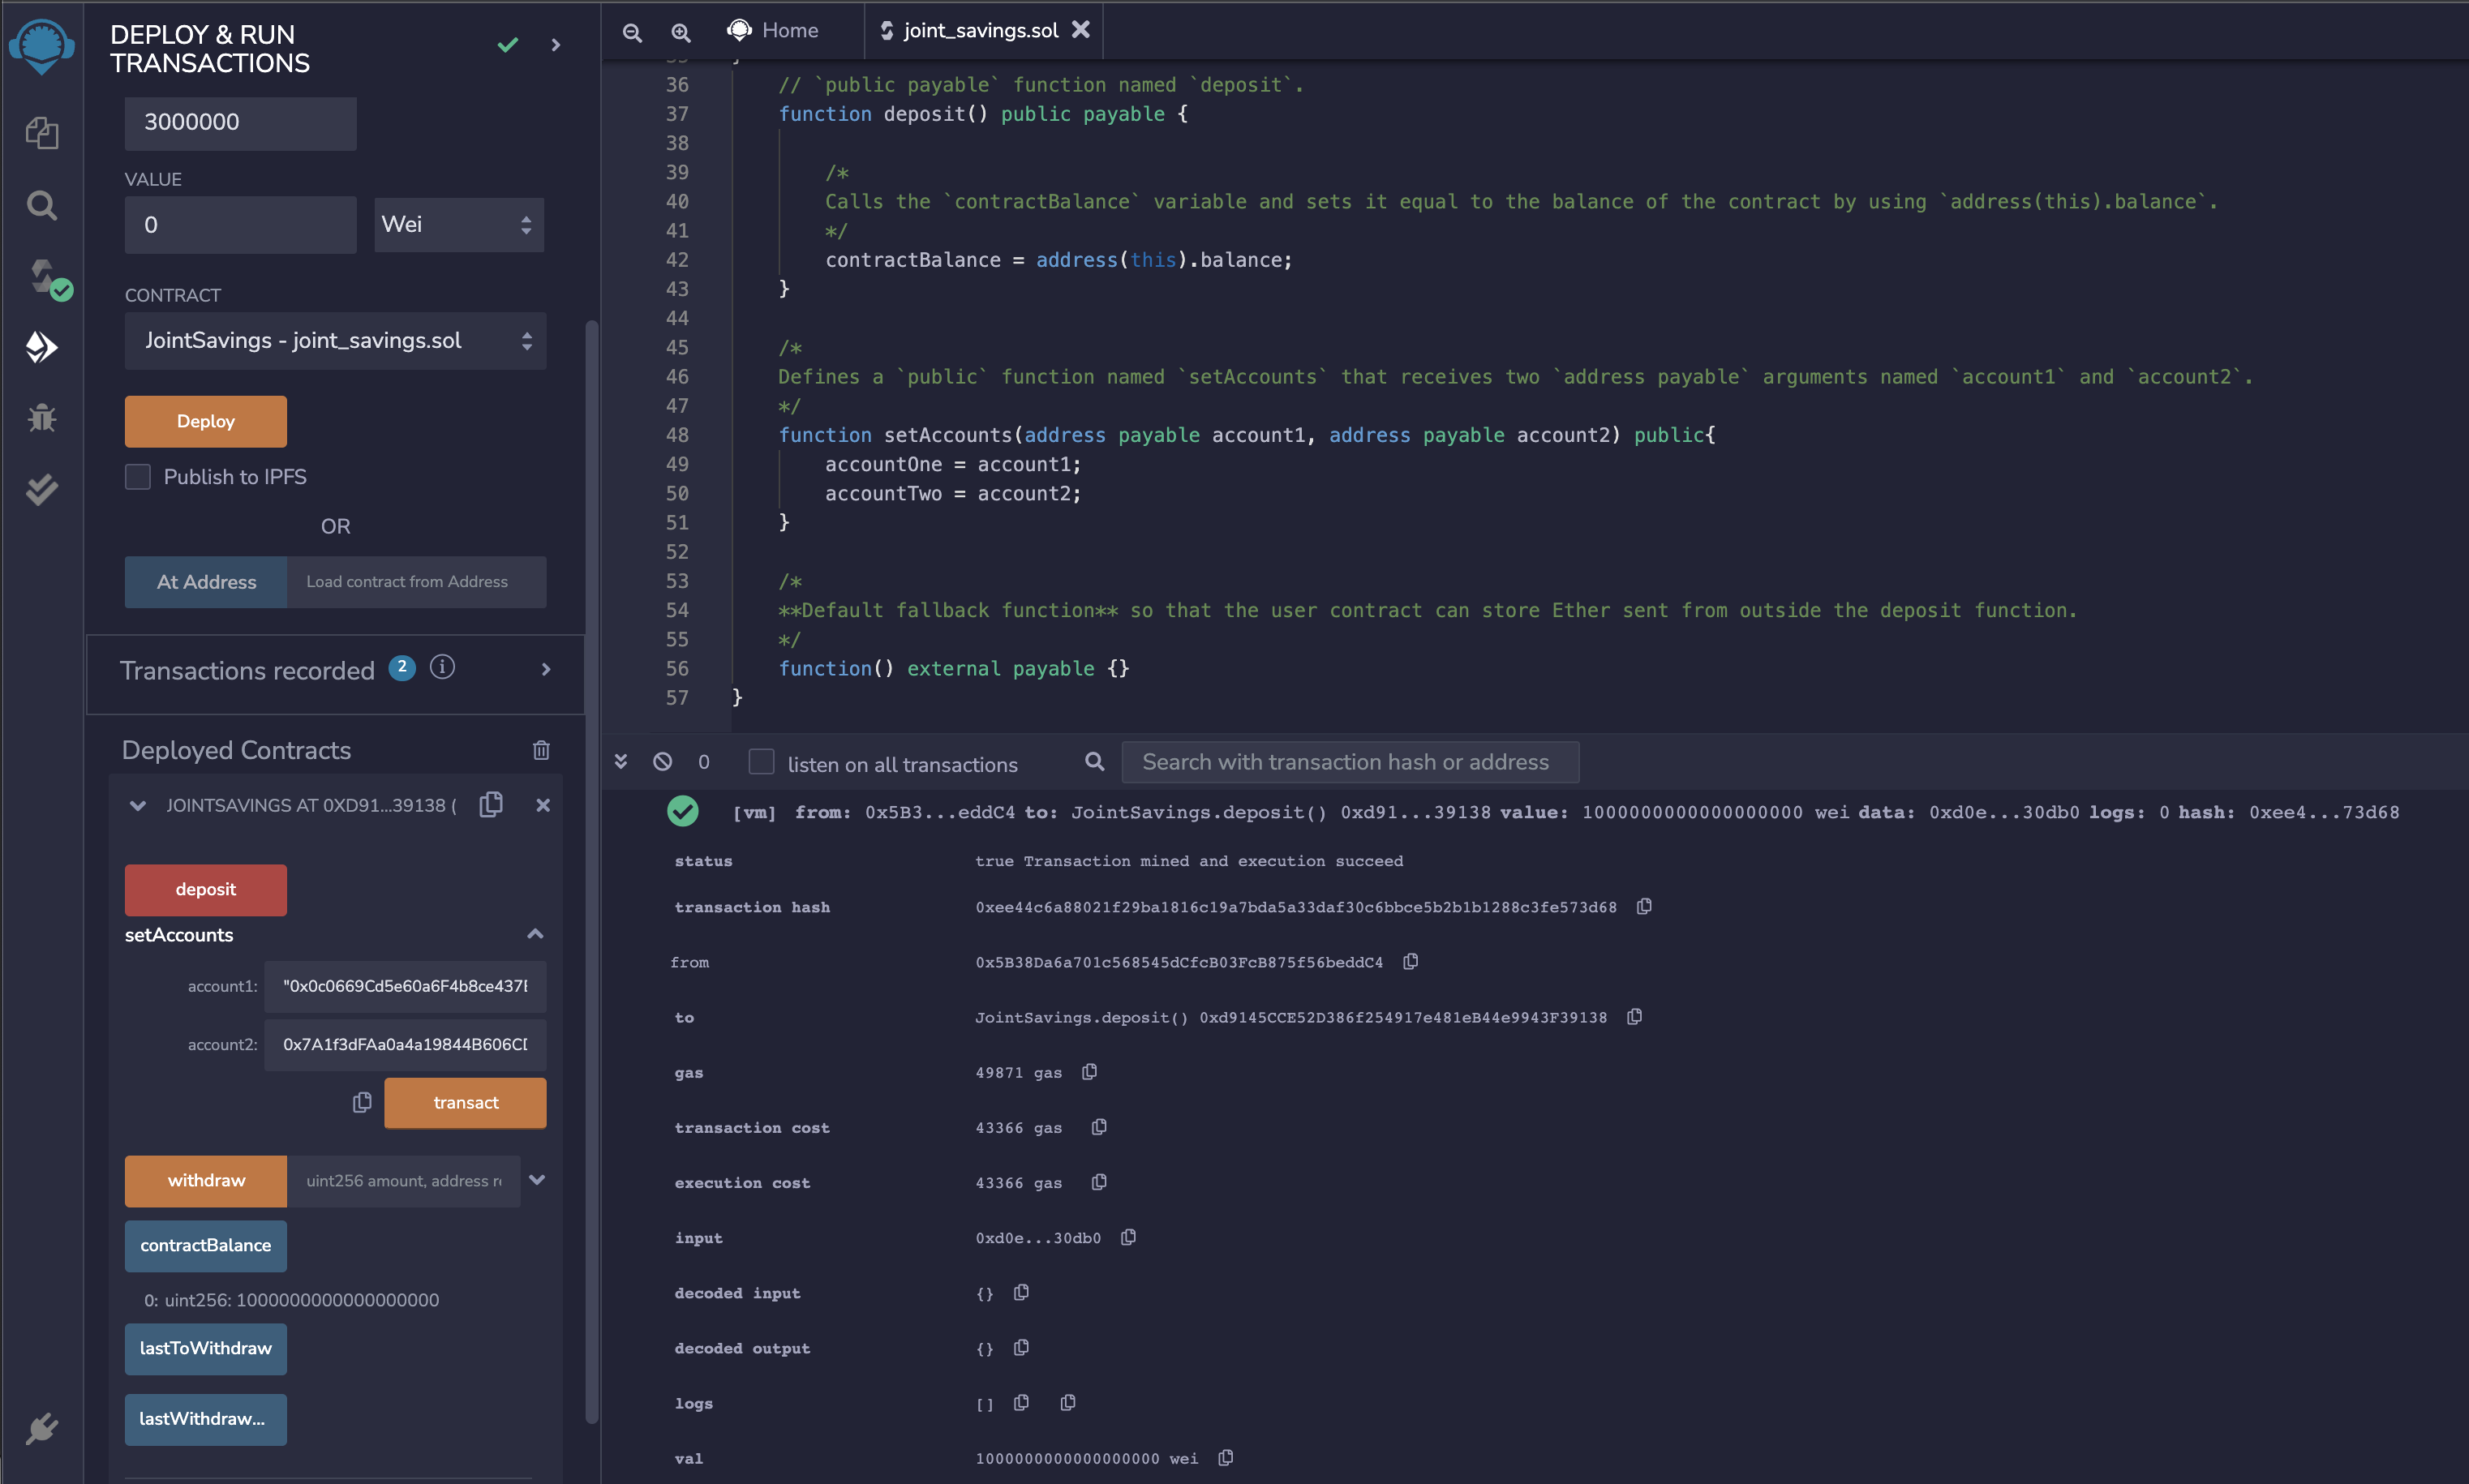 DEPLOY & RUN
TRANSACTIONS
3000000
VALUE
0
Wei
CONTRACT
JointSavings - joint_savings.sol
Deploy
Publish to IPFS
OR
At Address
Load contract from Address
Transactions recorded 2
Deployed Contracts
JOINTSAVINGS AT 0XD91...39138 (
deposit
setAccounts
account1:
"0x0c0669Cd5e60a6F4b8ce437E
account2:
0x7A1f3dFAa0a4a19844B606CD
transact
withdraw
uint256 amount, address re
contractBalance
0: uint256: 1000000000000000000
lastToWithdraw
lastWithdraw...
Home
joint_savings.sol
36 // `public payable` function named `deposit`.
37 function deposit() public payable {
38
39 /*
40 Calls the `contractBalance` variable and sets it equal to the balance of the contract by using `address(this).balance`.
41 */
42 contractBalance = address(this).balance;
43 }
44
45 /*
46 Defines a `public` function named `setAccounts` that receives two `address payable` arguments named `account1` and `account2`.
47 */
48 function setAccounts(address payable account1, address payable account2) public{
49 accountOne = account1;
50 accountTwo = account2;
51 }
52
53 /*
54 **Default fallback function** so that the user contract can store Ether sent from outside the deposit function.
55 */
56 function() external payable {}
57 }
0
listen on all transactions
Search with transaction hash or address
[vm] from: 0x5B3...eddC4 to: JointSavings.deposit() 0xd91...39138 value: 1000000000000000000 wei data: 0xd0e...30db0 logs: 0 hash: 0xee4...73d68
status true Transaction mined and execution succeed
transaction hash 0xee44c6a88021f29ba1816c19a7bda5a33daf30c6bbce5b2b1b1288c3fe573d68
from 0x5B38Da6a701c568545dCfcB03FcB875f56beddC4
to JointSavings.deposit() 0xd9145CCE52D386f254917e481eB44e9943F39138
gas 49871 gas
transaction cost 43366 gas
execution cost 43366 gas
input 0xd0e...30db0
decoded input {}
decoded output {}
logs []
val 1000000000000000000 wei